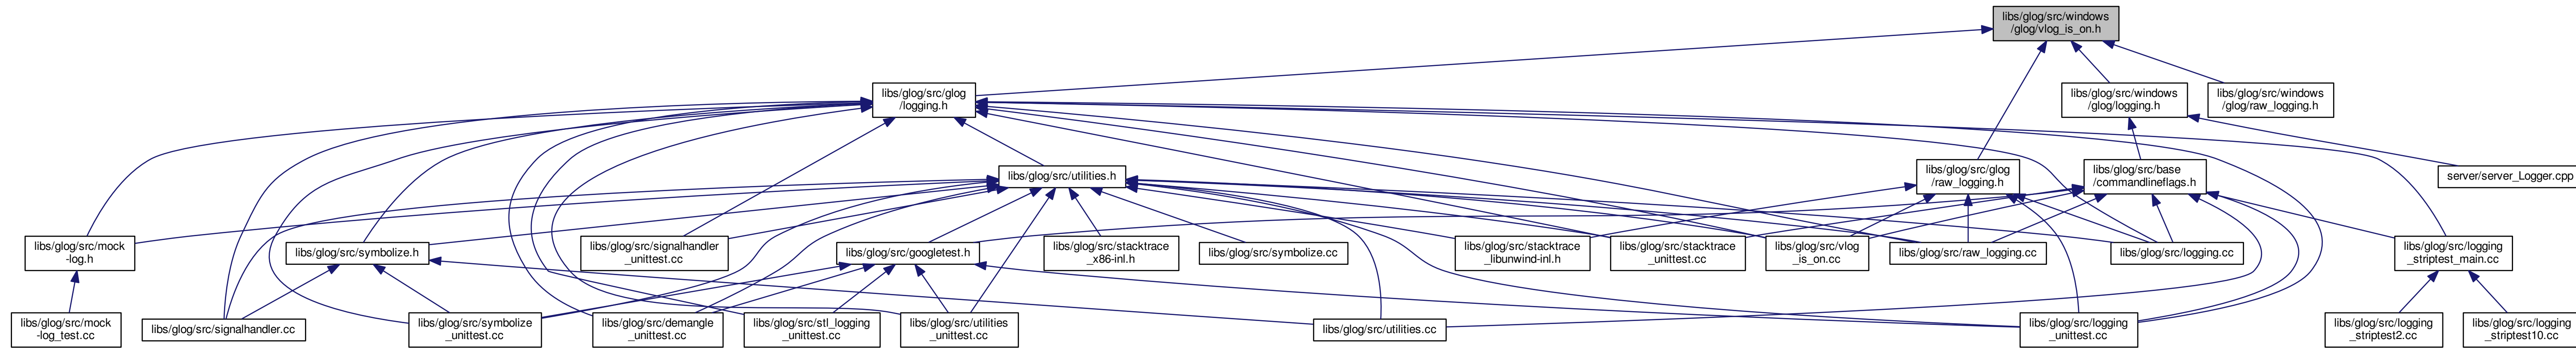 libs/glog/src/windows
/glog/vlog_is_on.h
libs/glog/src/glog
/logging.h
libs/glog/src/windows
/glog/logging.h
libs/glog/src/windows
/glog/raw_logging.h
libs/glog/src/utilities.h
libs/glog/src/glog
/raw_logging.h
libs/glog/src/base
/commandlineflags.h
server/server_Logger.cpp
libs/glog/src/mock
-log.h
libs/glog/src/symbolize.h
libs/glog/src/signalhandler
_unittest.cc
libs/glog/src/googletest.h
libs/glog/src/stacktrace
_x86-inl.h
libs/glog/src/symbolize.cc
libs/glog/src/stacktrace
_libunwind-inl.h
libs/glog/src/stacktrace
_unittest.cc
libs/glog/src/vlog
_is_on.cc
libs/glog/src/raw_logging.cc
libs/glog/src/logging.cc
libs/glog/src/logging
_striptest_main.cc
libs/glog/src/mock
-log_test.cc
libs/glog/src/signalhandler.cc
libs/glog/src/symbolize
_unittest.cc
libs/glog/src/demangle
_unittest.cc
libs/glog/src/stl_logging
_unittest.cc
libs/glog/src/utilities
_unittest.cc
libs/glog/src/utilities.cc
libs/glog/src/logging
_unittest.cc
libs/glog/src/logging
_striptest2.cc
libs/glog/src/logging
_striptest10.cc